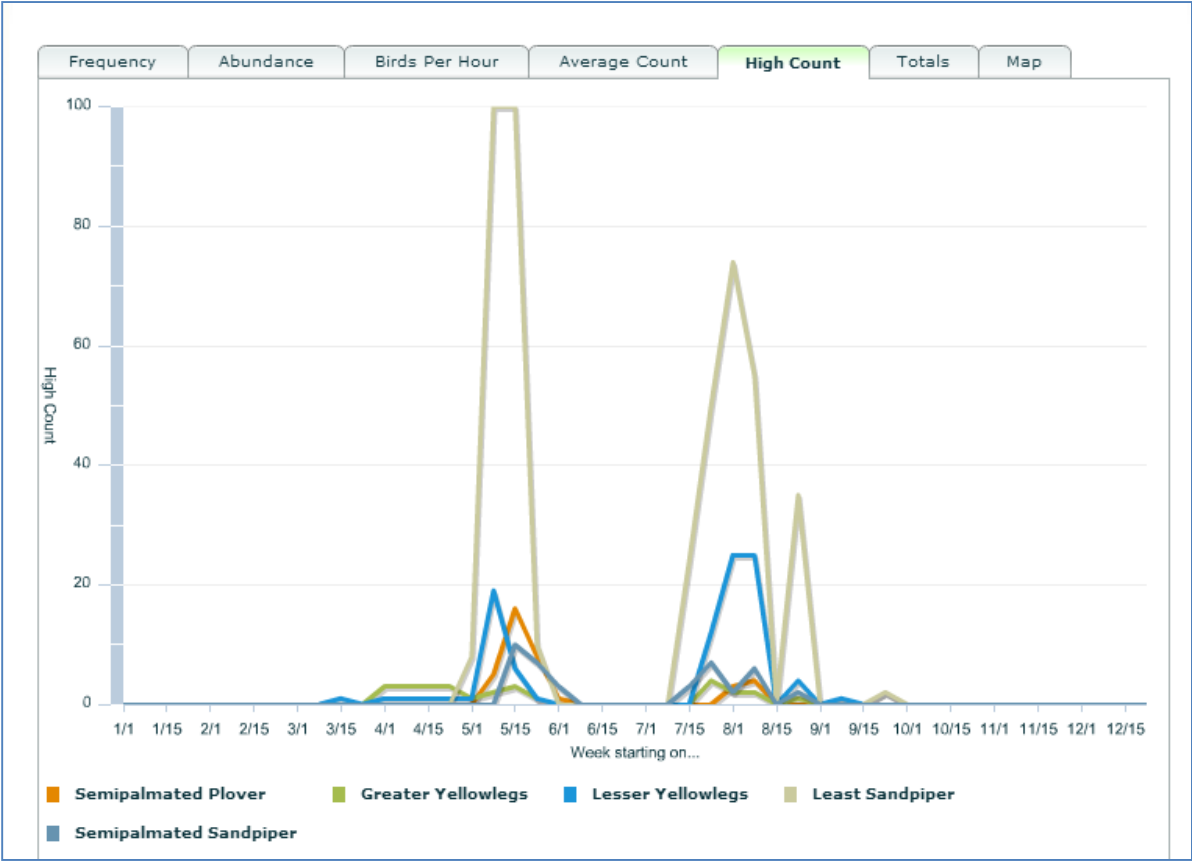 Frequency Abundance Birds Per Hour Average Count High Count Totals Map
100
80
60
40
20
0
High Count
1/1 1/15 2/1 2/15 3/1 3/15 4/1 4/15 5/1 5/15 6/1 6/15 7/1 7/15 8/1 8/15 9/1 9/15 10/1 10/15 11/1 11/15 12/1 12/15
Week starting on...
Semipalmated Plover Greater Yellowlegs Lesser Yellowlegs Least Sandpiper
Semipalmated Sandpiper